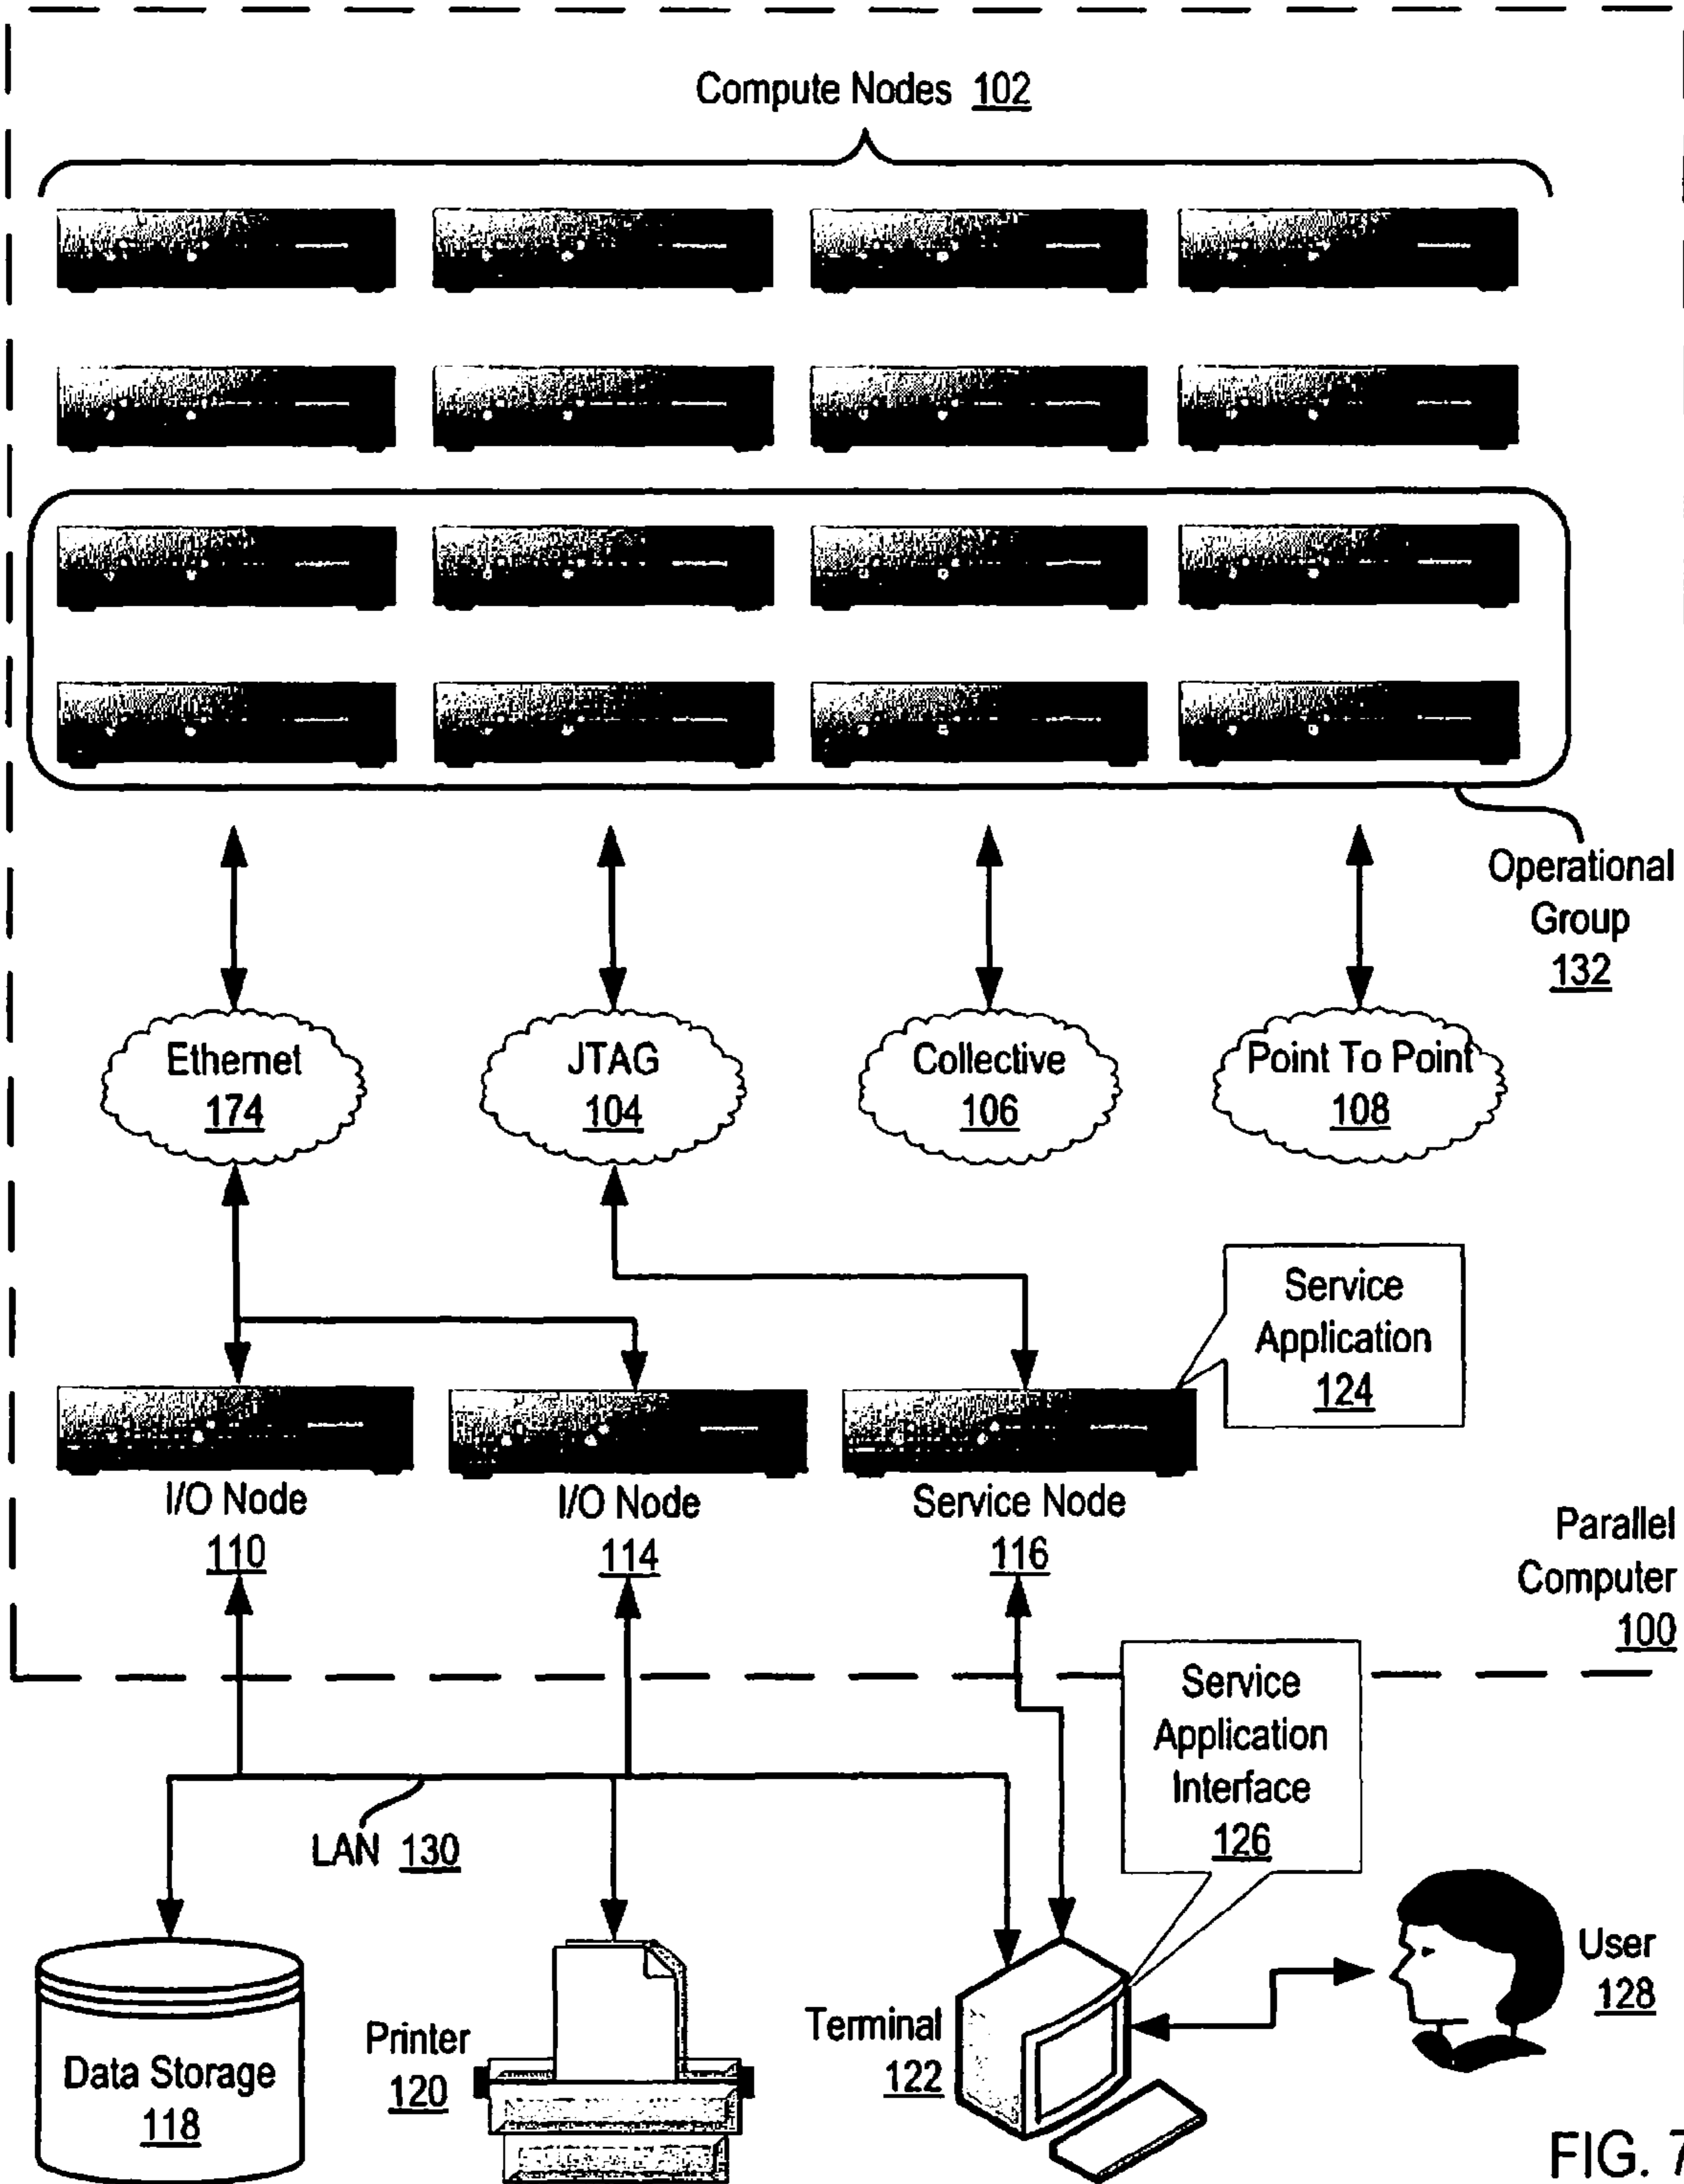 Compute Nodes 102
Operational
Group
132
Ethernet
174
JTAG
104
Collective
106
Point To Point
108
Service
Application
124
I/O Node
110
I/O Node
114
Service Node
116
Parallel
Computer
100
Service
Application
Interface
126
LAN 130
Data Storage
118
Printer
120
Terminal
122
User
128
FIG. 7